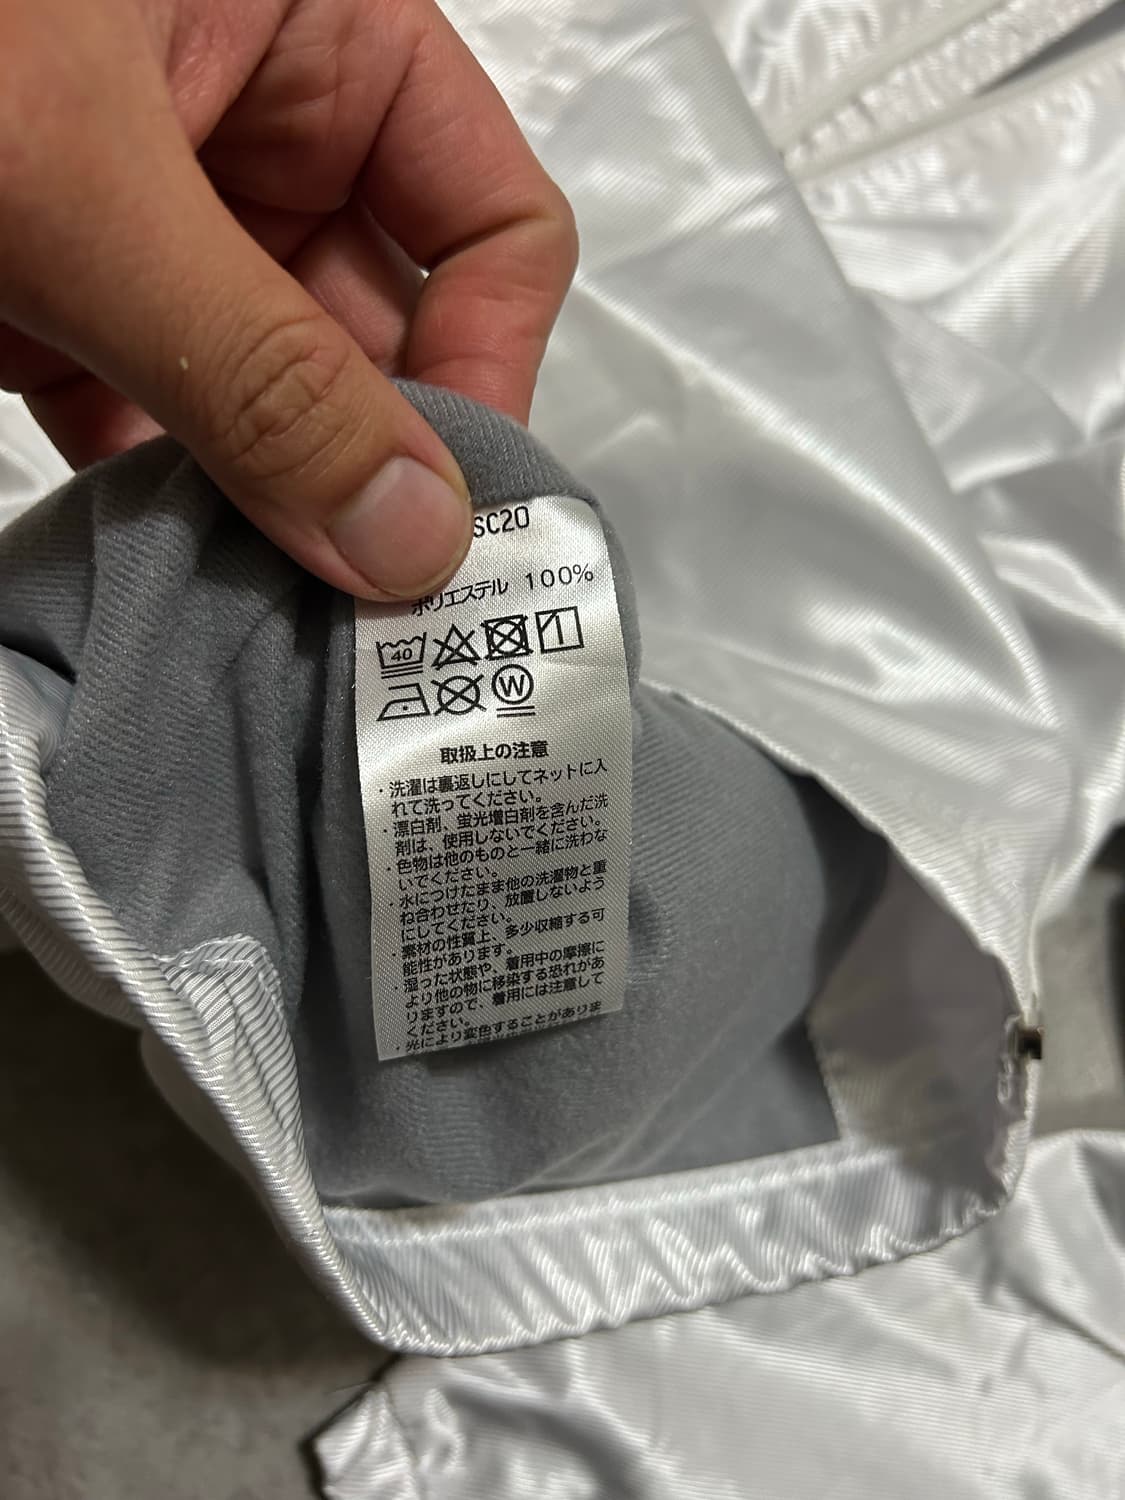 SC20
ポリエステル 100%
40
W
取扱上の注意
・洗濯は裏返しにしてネットに入
れて洗ってください。
・漂白剤、蛍光増白剤を含んだ洗
剤は、使用しないでください。
・色物は他のものと一緒に洗わな
いでください。
・水につけたまま他の洗濯物と重
ね合わせたり、放置しないよう
にしてください。
・素材の性質上、多少収縮する可
能性があります。
・湿った状態や、着用中の摩擦に
より他の物に移染する恐れがあ
りますので、着用には注意して
ください。
・光により変色することがありま